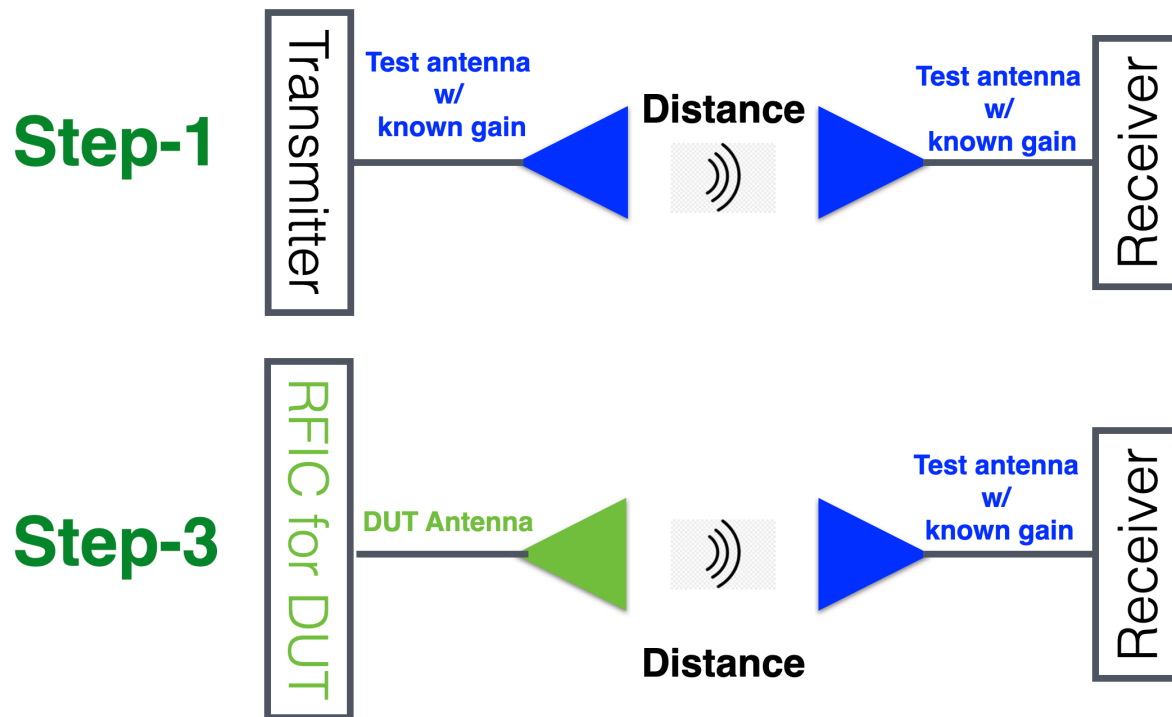 Step-1
Transmitter
Test antenna
w/
known gain
Distance
Test antenna
w/
known gain
Receiver
Step-3
RFIC for DUT
DUT Antenna
Distance
Test antenna
w/
known gain
Receiver